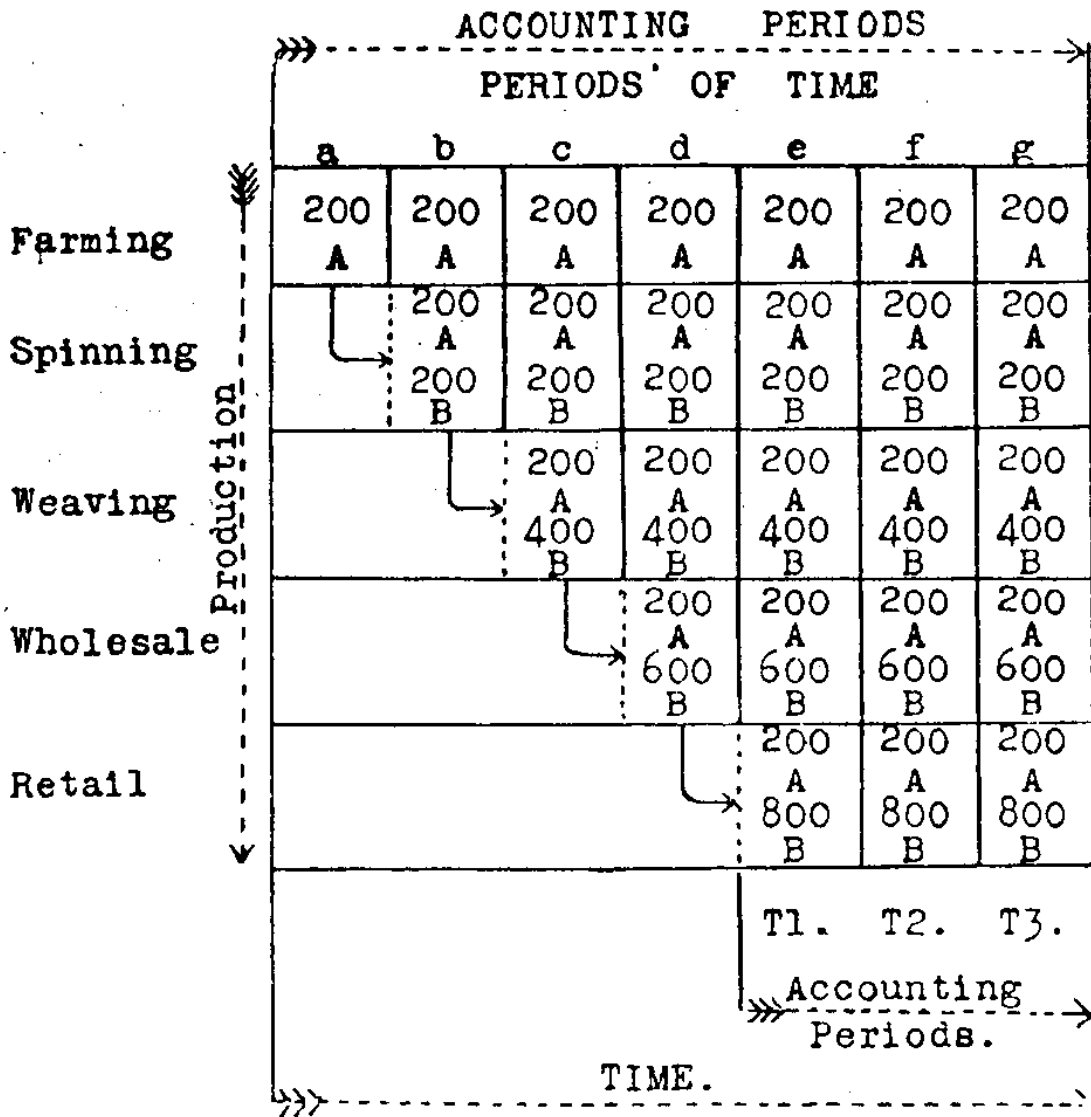 ACCOUNTING PERIODS
PERIODS OF TIME
a b c d e f g
Farming
200 200 200 200 200 200 200
A A A A A A A
Spinning
200 200 200 200 200 200
A A A A A A
200 200 200 200 200 200
B B B B B B
Production
Weaving
200 200 200 200 200
A A A A A
400 400 400 400 400
B B B B B
Wholesale
200 200 200 200
A A A A
600 600 600 600
B B B B
Retail
200 200 200
A A A
800 800 800
B B B
T1. T2. T3.
Accounting
Periods.
TIME.